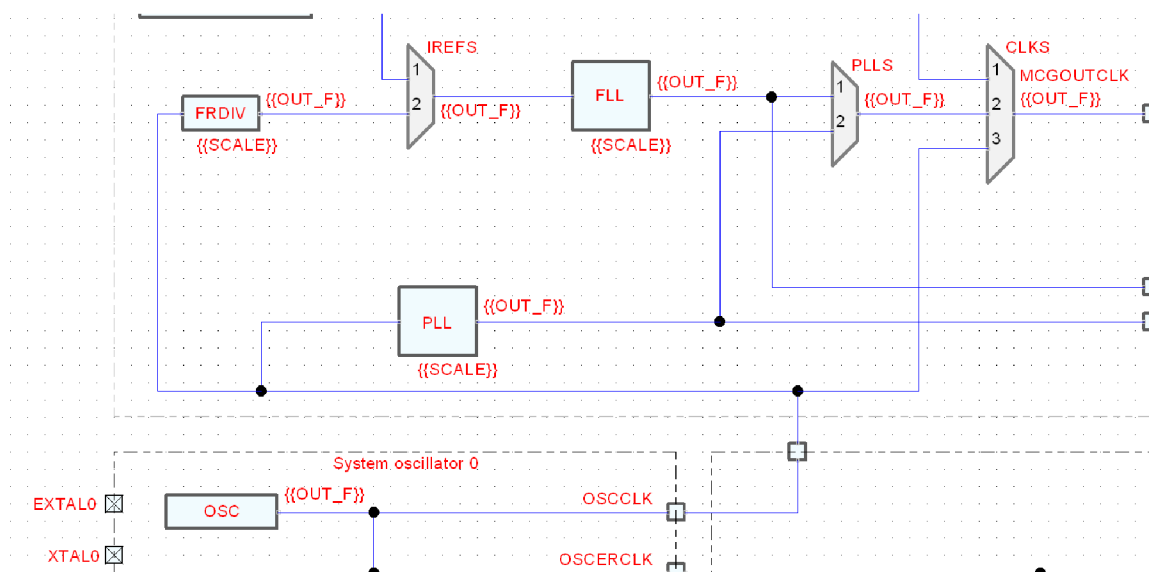 IREFS
CLKS
PLLS
1
2
FRDIV
{{OUT_F}}
{{SCALE}}
{{OUT_F}}
FLL
{{OUT_F}}
{{SCALE}}
1
2
{{OUT_F}}
1
2
3
MCGOUTCLK
{{OUT_F}}
PLL
{{OUT_F}}
{{SCALE}}
System oscillator 0
EXTAL0
XTAL0
OSC
{{OUT_F}}
OSCCLK
OSCERCLK